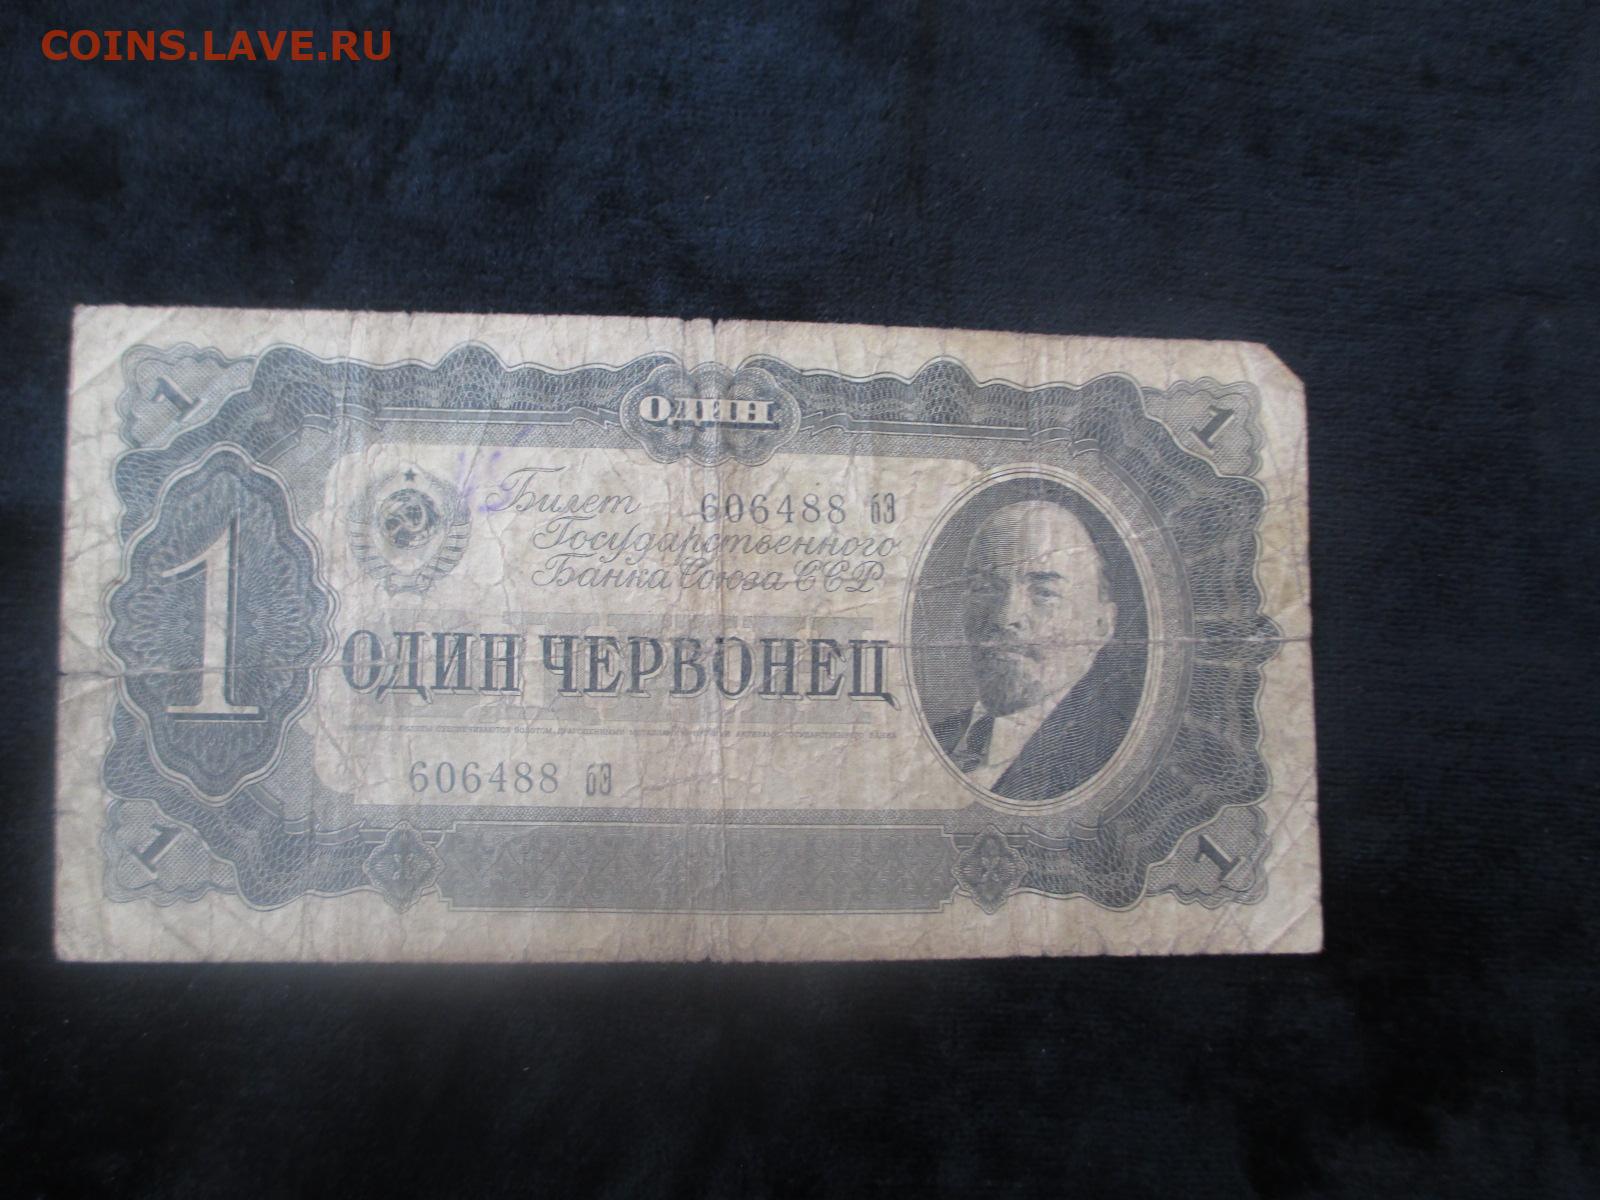 COINS.LAVE.RU
ОДИН
1
1
Билет 606488 бЭ
Государственного
Банка Союза ССР
1
ОДИН ЧЕРВОНЕЦ
606488 бЭ
1
1